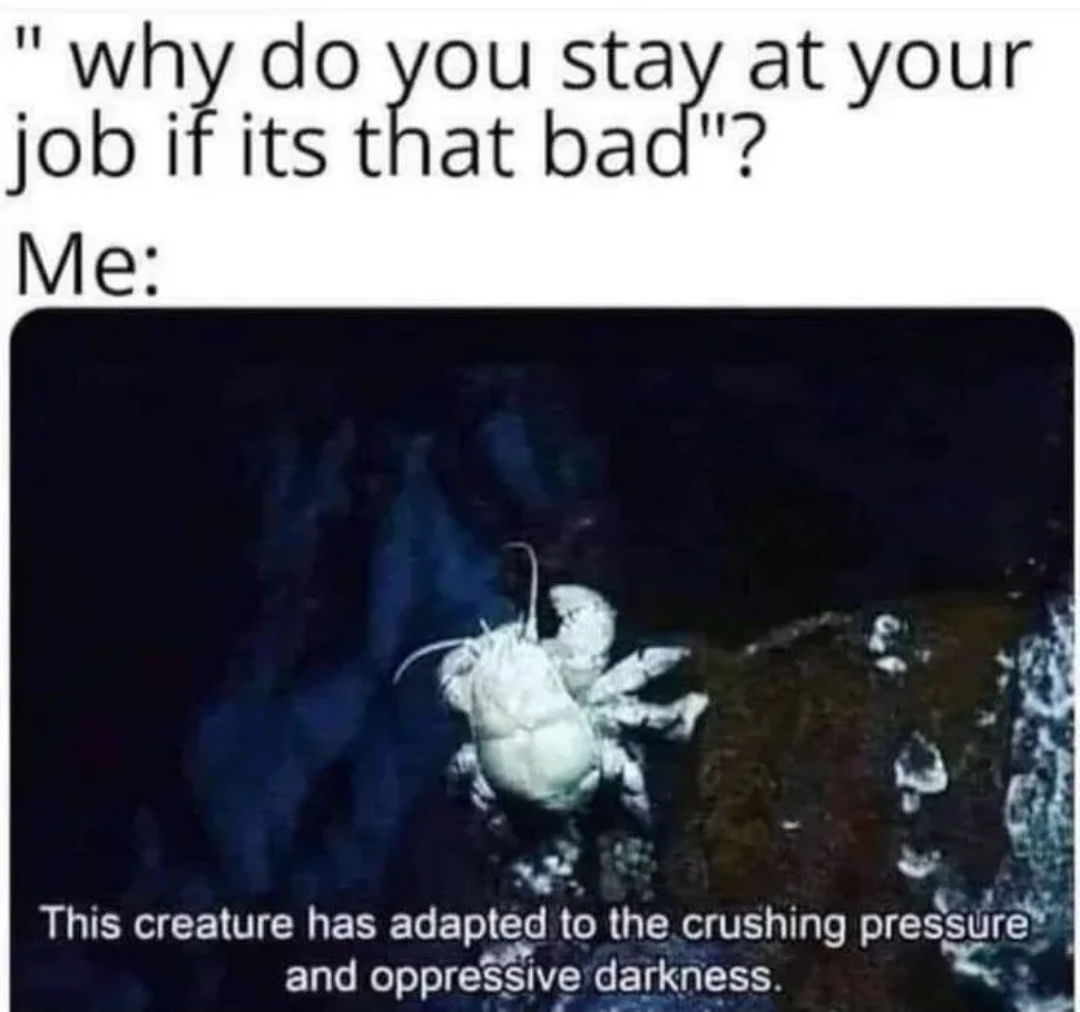 " why do you stay at your
job if its that bad"?
Me:
This creature has adapted to the crushing pressure
and oppressive darkness.